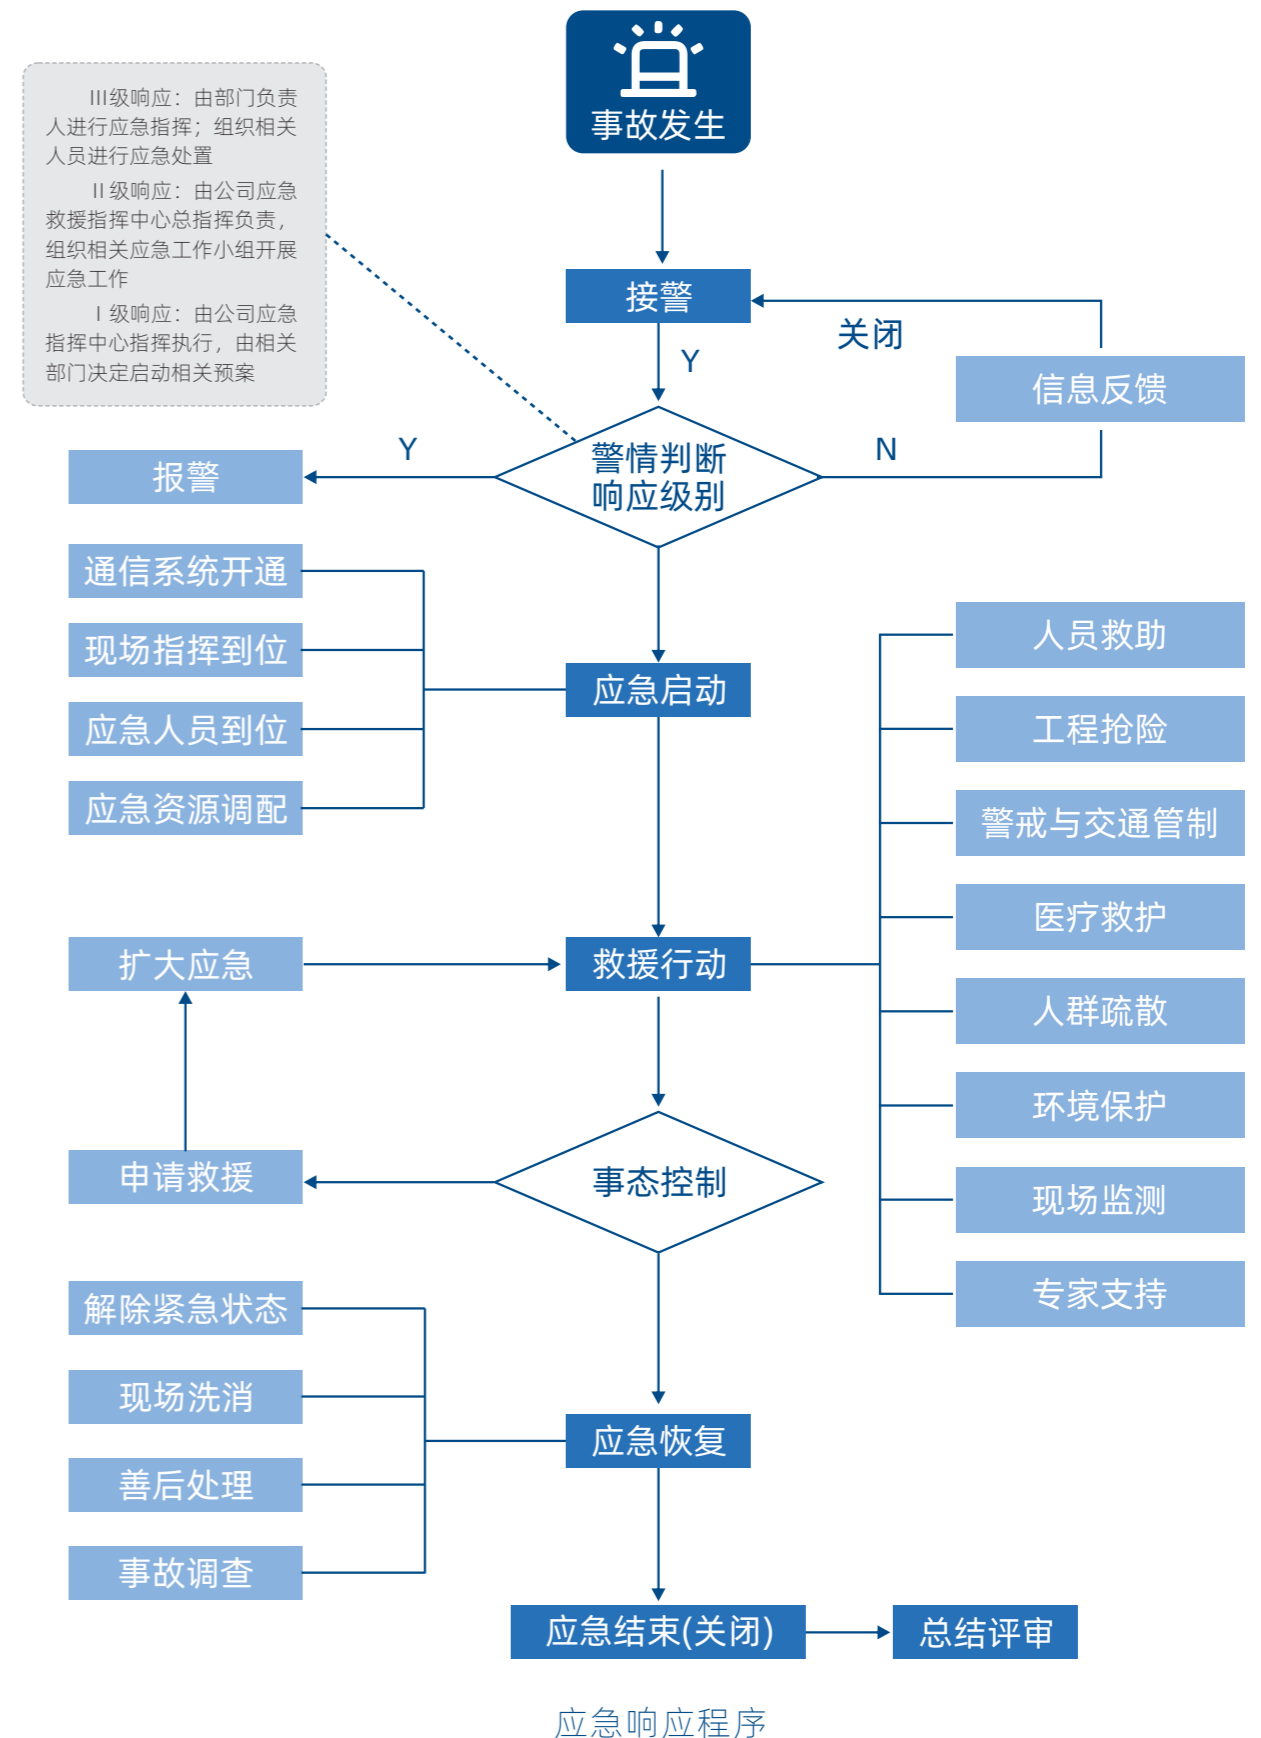 事故发生
III级响应：由部门负责
人进行应急指挥；组织相关
人员进行应急处置
II 级响应：由公司应急
救援指挥中心总指挥负责，
组织相关应急工作小组开展
应急工作
I 级响应：由公司应急
指挥中心指挥执行，由相关
部门决定启动相关预案
接警
关闭
Y
信息反馈
警情判断
响应级别
Y
N
报警
通信系统开通
现场指挥到位
应急人员到位
应急资源调配
应急启动
人员救助
工程抢险
警戒与交通管制
医疗救护
人群疏散
环境保护
现场监测
专家支持
扩大应急
救援行动
申请救援
事态控制
解除紧急状态
现场洗消
善后处理
事故调查
应急恢复
应急结束(关闭)
总结评审
应急响应程序